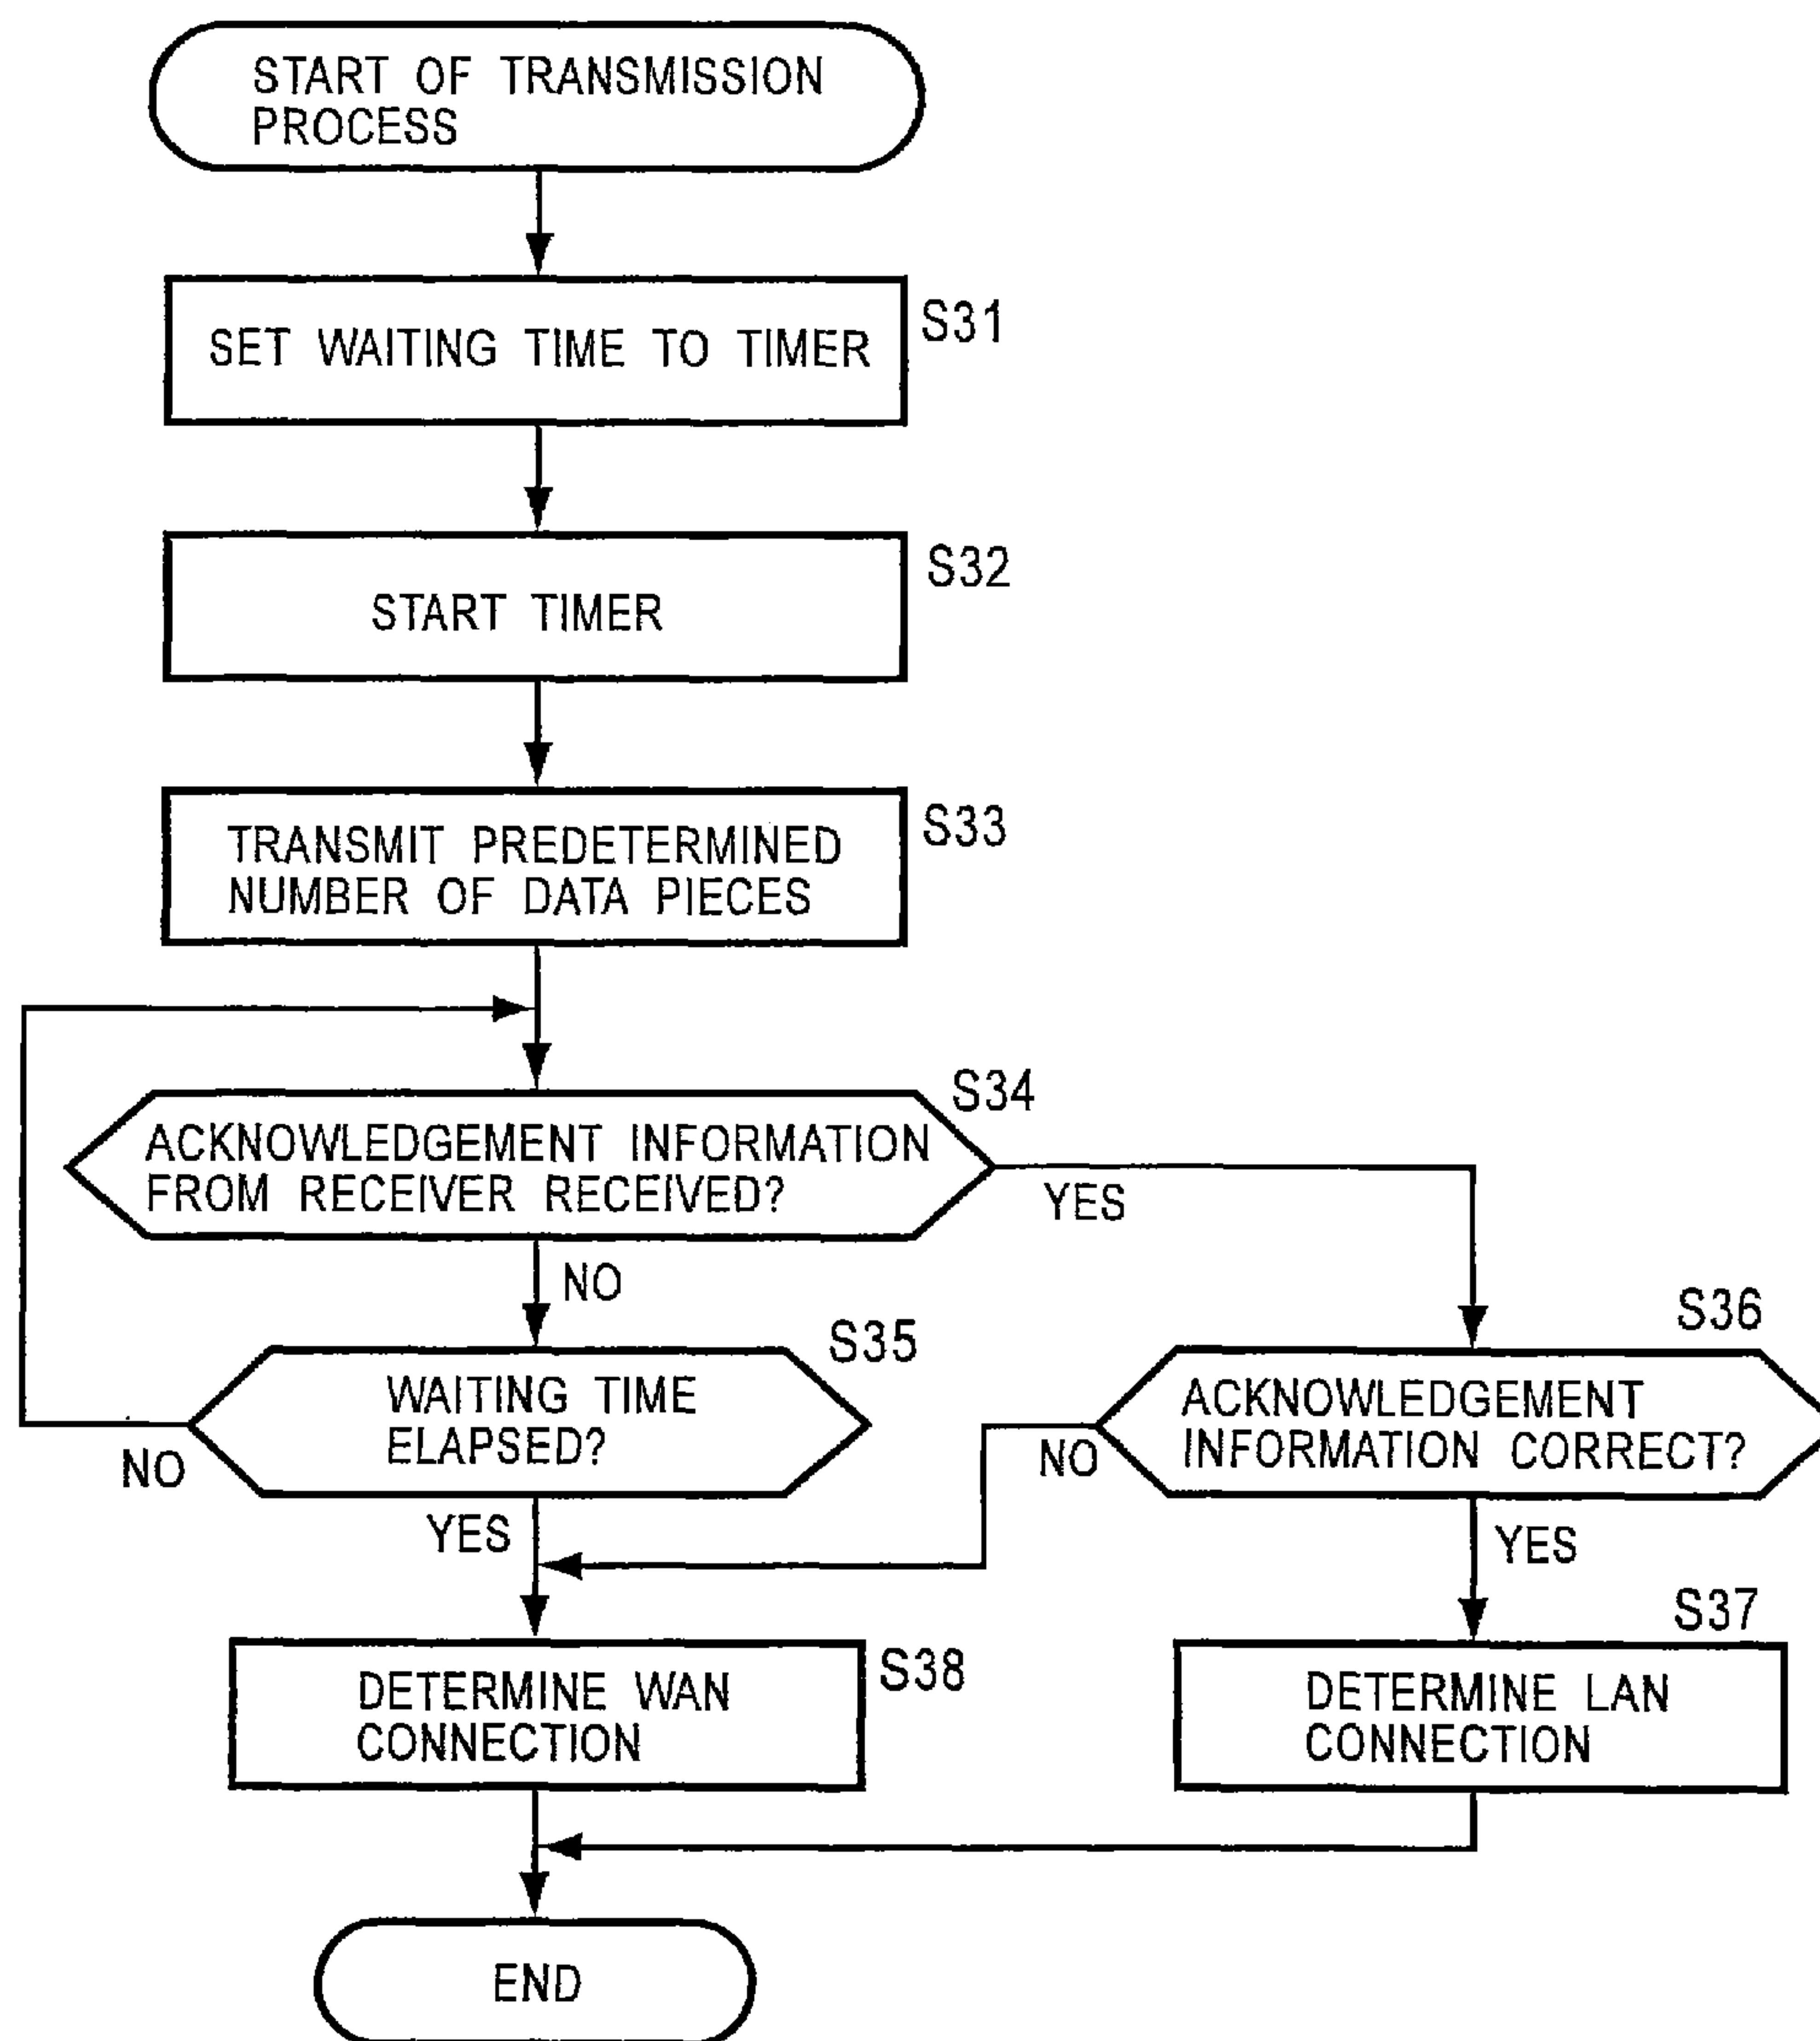 START OF TRANSMISSION
PROCESS
SET WAITING TIME TO TIMER
S31
START TIMER
S32
TRANSMIT PREDETERMINED
NUMBER OF DATA PIECES
S33
ACKNOWLEDGEMENT INFORMATION
FROM RECEIVER RECEIVED?
S34
YES
NO
WAITING TIME
ELAPSED?
S35
NO
YES
ACKNOWLEDGEMENT
INFORMATION CORRECT?
S36
NO
YES
DETERMINE WAN
CONNECTION
S38
DETERMINE LAN
CONNECTION
S37
END